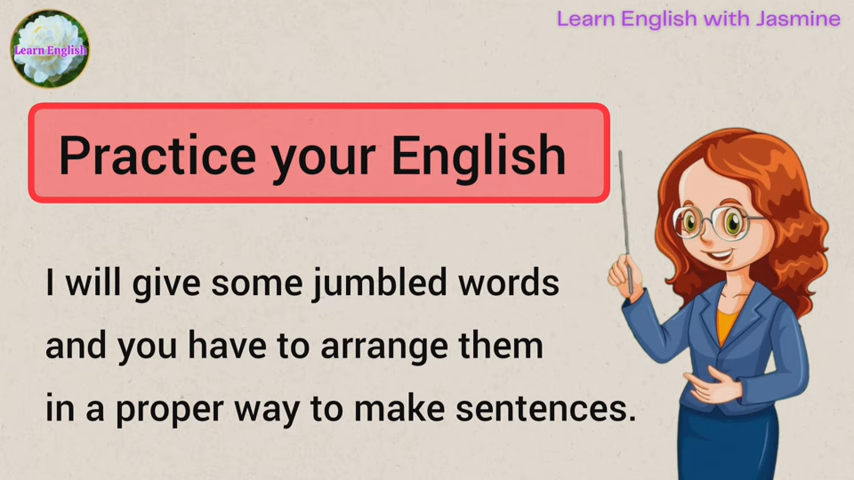 Learn English with Jasmine
Learn English
Practice your English
I will give some jumbled words
and you have to arrange them
in a proper way to make sentences.